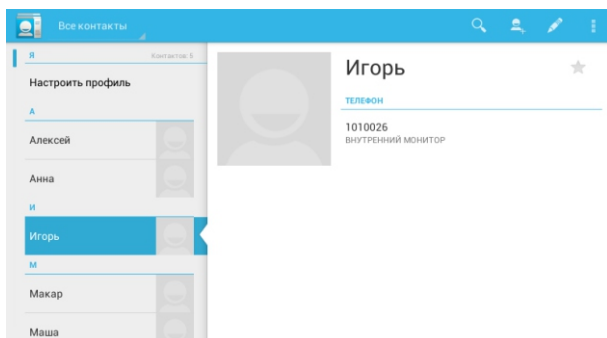 Все контакты
Я
Контактов: 5
Настроить профиль
А
Алексей
Анна
И
Игорь
М
Макар
Маша
Игорь
ТЕЛЕФОН
1010026
ВНУТРЕННИЙ МОНИТОР